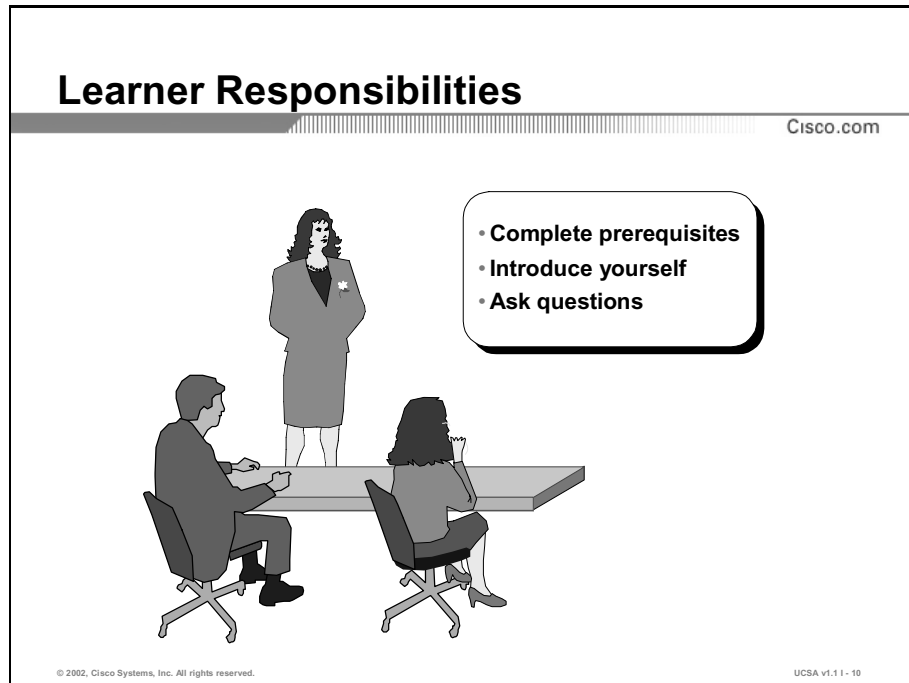 Learner Responsibilities
Cisco.com
• Complete prerequisites
• Introduce yourself
• Ask questions
© 2002, Cisco Systems, Inc. All rights reserved.
UCSA v1.1 I - 10